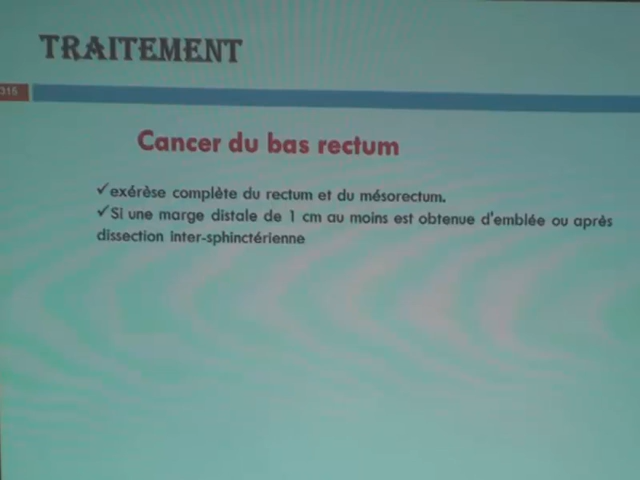 TRAITEMENT
315
Cancer du bas rectum
✓exérèse complète du rectum et du mésorectum.
✓Si une marge distale de 1 cm au moins est obtenue d'emblée ou après
dissection inter-sphinctérienne